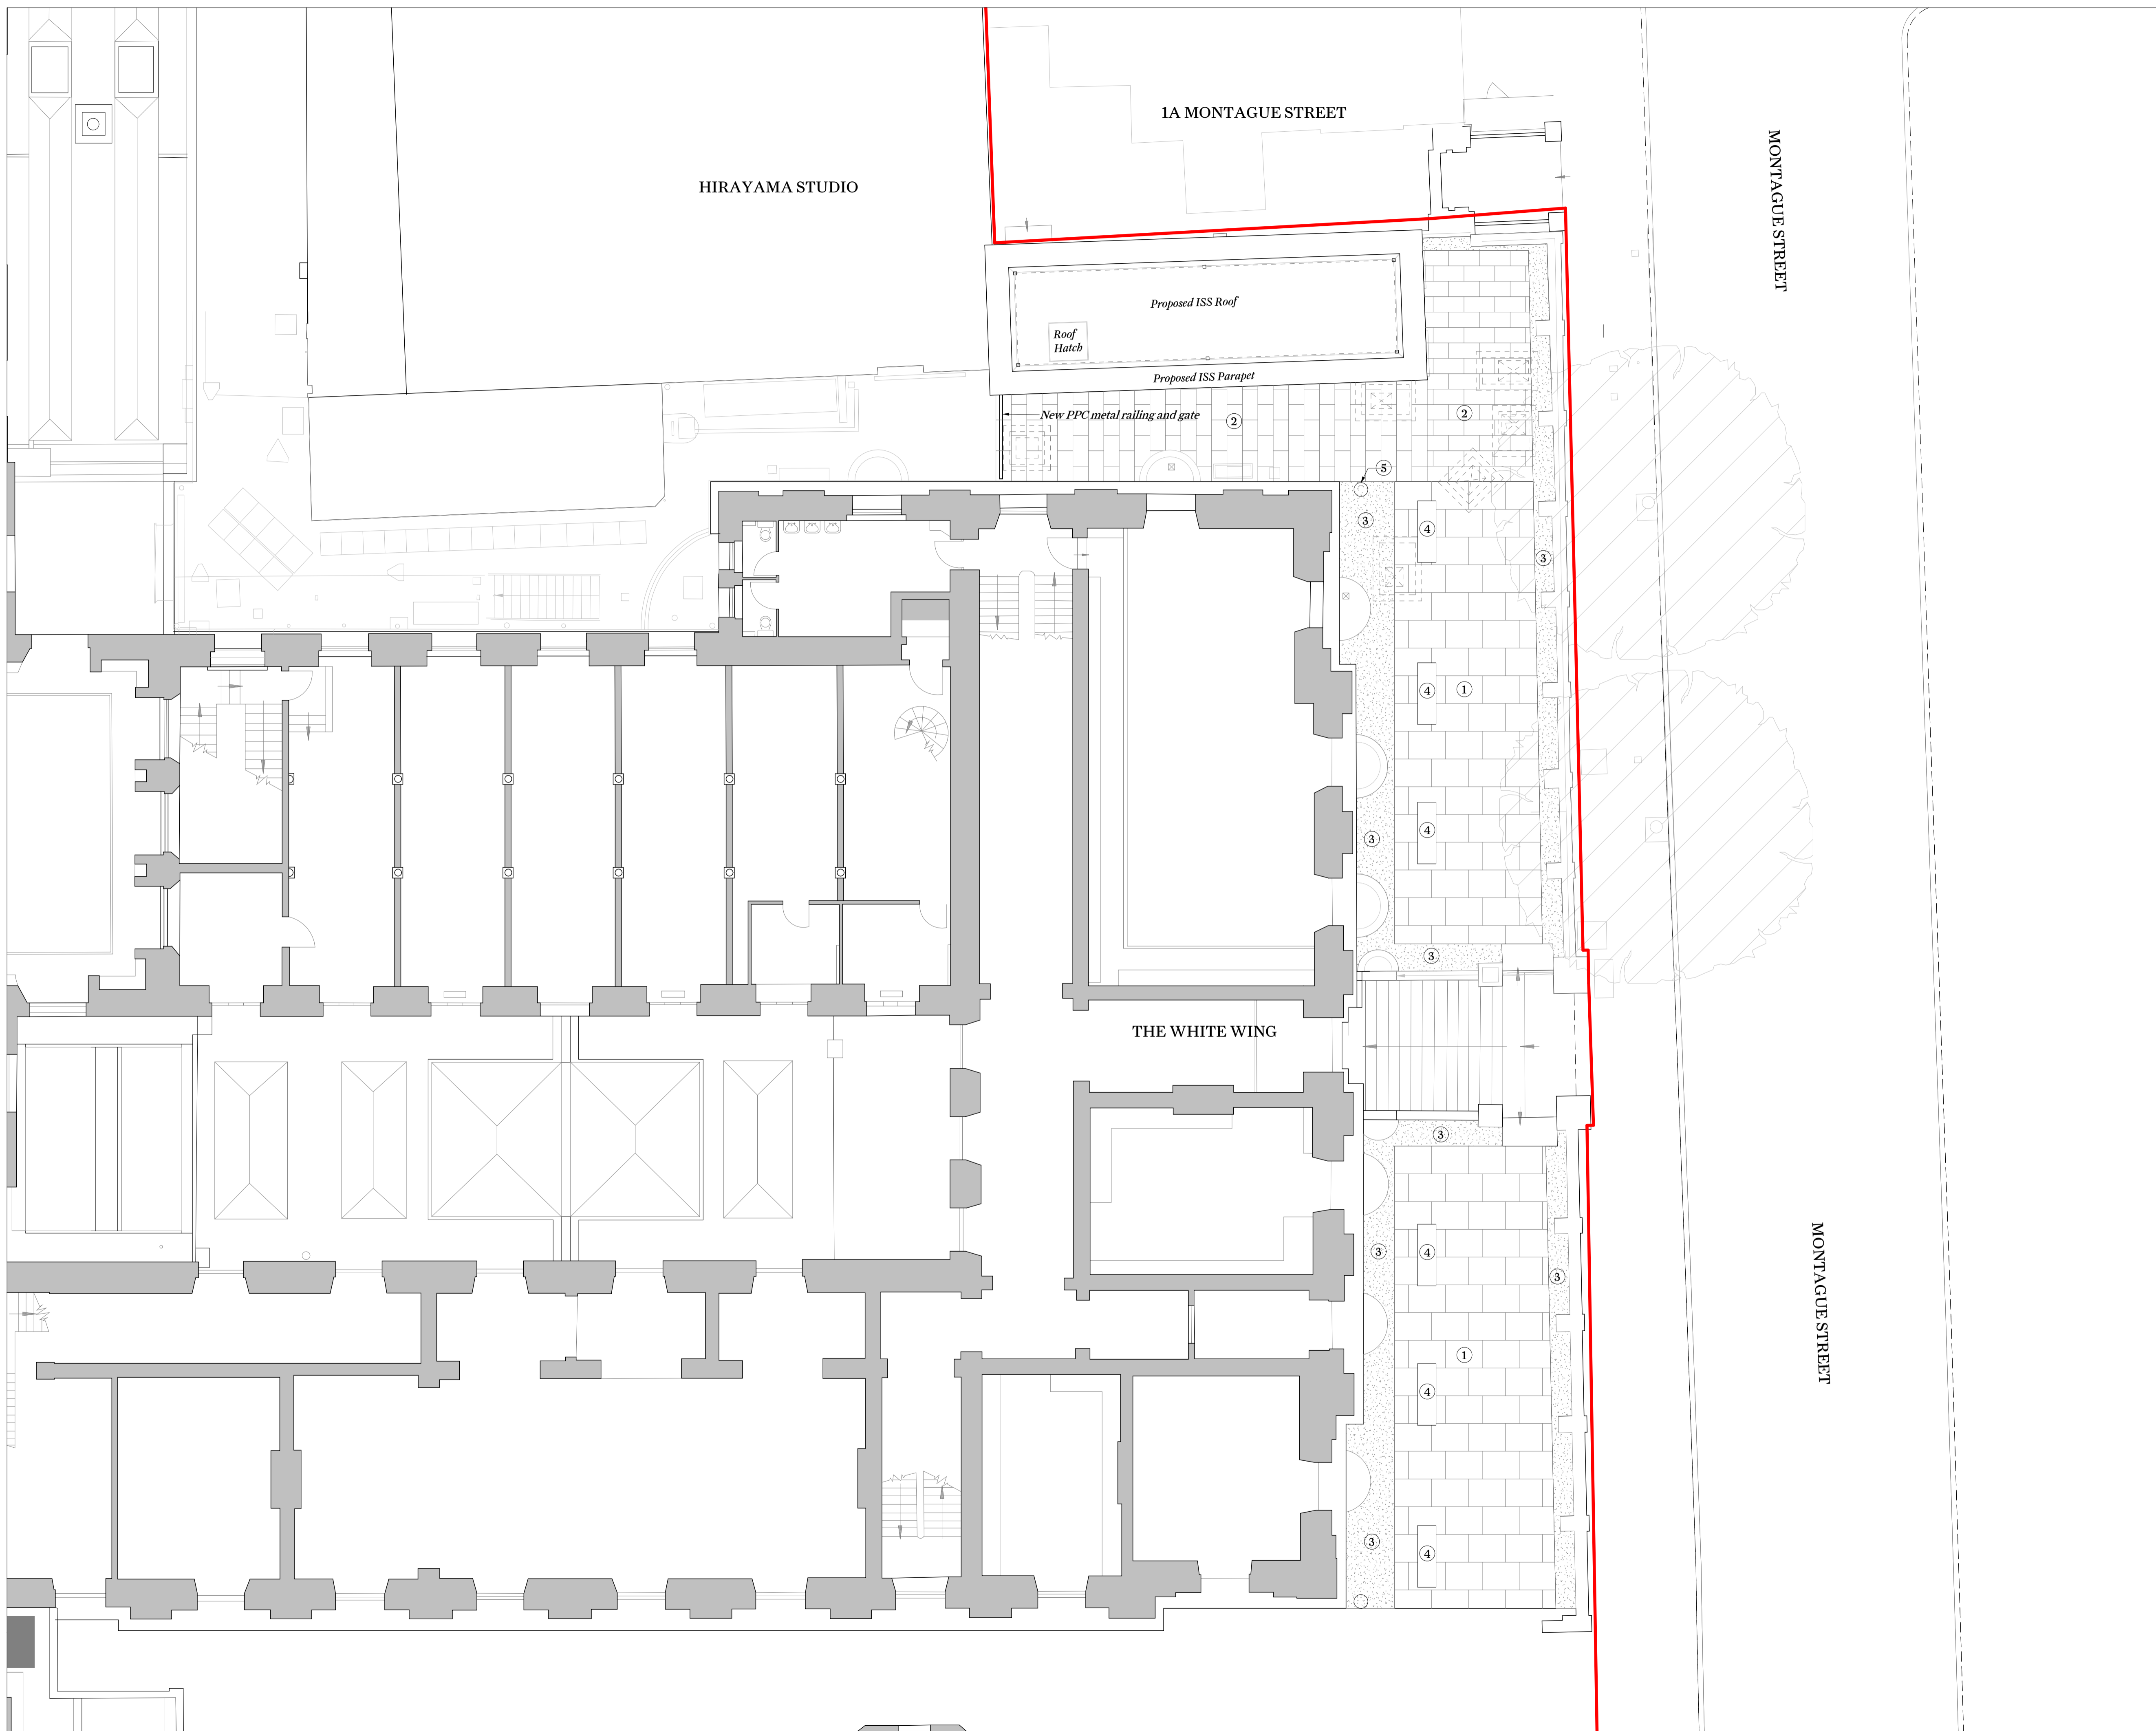 1A MONTAGUE STREET
MONTAGUE STREET
HIRAYAMA STUDIO
Proposed ISS Roof
Roof
Hatch
Proposed ISS Parapet
New PPC metal railing and gate
2
2
5
3
4
3
4
1
4
3
3
THE WHITE WING
3
3
4
3
1
4
3
4
MONTAGUE STREET